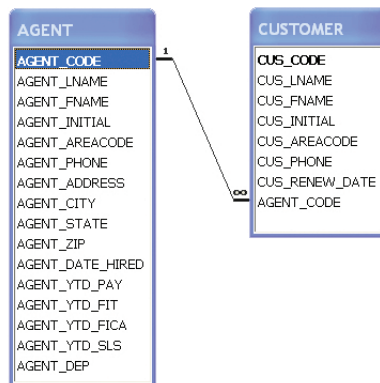 AGENT
AGENT_CODE
AGENT_LNAME
AGENT_FNAME
AGENT_INITIAL
AGENT_AREACODE
AGENT_PHONE
AGENT_ADDRESS
AGENT_CITY
AGENT_STATE
AGENT_ZIP
AGENT_DATE_HIRED
AGENT_YTD_PAY
AGENT_YTD_FIT
AGENT_YTD_FICA
AGENT_YTD_SLS
AGENT_DEP
1
∞
CUSTOMER
CUS_CODE
CUS_LNAME
CUS_FNAME
CUS_INITIAL
CUS_AREACODE
CUS_PHONE
CUS_RENEW_DATE
AGENT_CODE